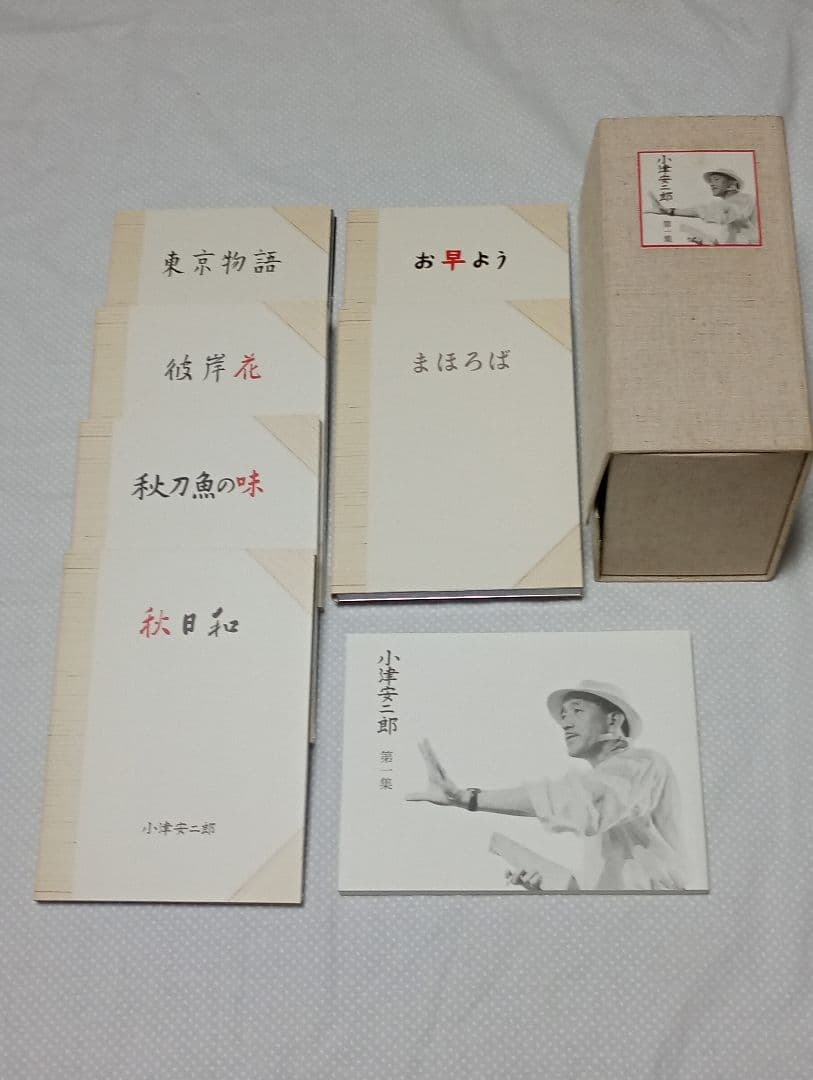 東京物語
彼岸花
秋刀魚の味
秋日和
小津安二郎
お早よう
まほろば
小津安二郎
第一集
小津安二郎
第一集